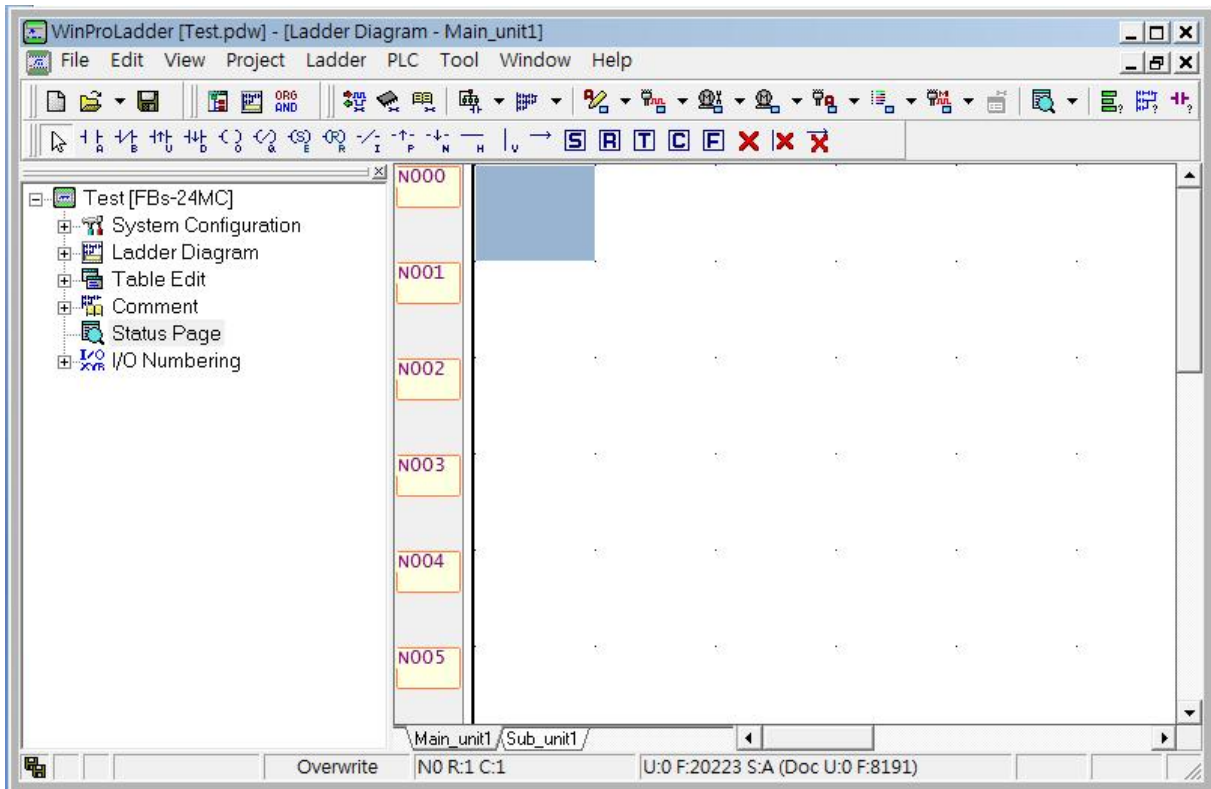 WinProLadder [Test.pdw] - [Ladder Diagram - Main_unit1]
File Edit View Project Ladder PLC Tool Window Help
ORG
AND
A B U D O Q E R I P N H V S R T C F
Test [FBs-24MC]
System Configuration
Ladder Diagram
Table Edit
Comment
Status Page
I/O Numbering
N000
N001
N002
N003
N004
N005
Main_unit1 Sub_unit1
Overwrite N0 R:1 C:1 U:0 F:20223 S:A (Doc U:0 F:8191)